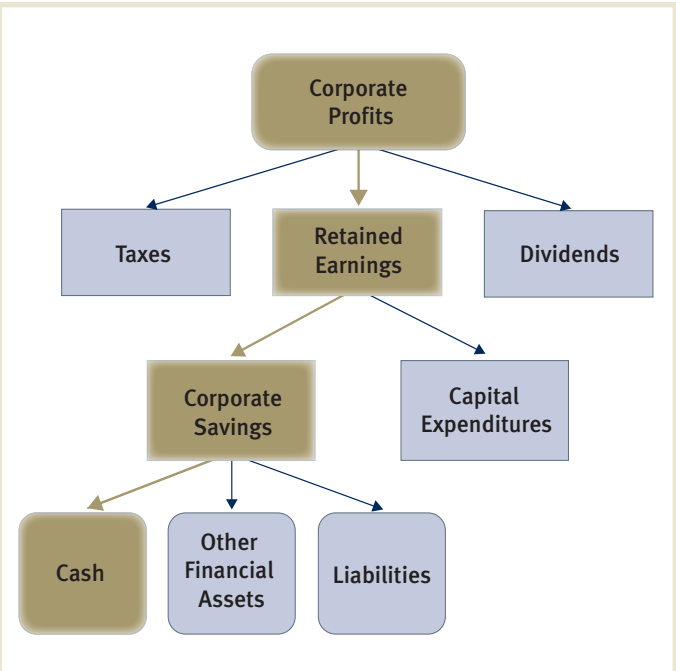 Corporate
Profits
Taxes
Retained
Earnings
Dividends
Corporate
Savings
Capital
Expenditures
Cash
Other
Financial
Assets
Liabilities